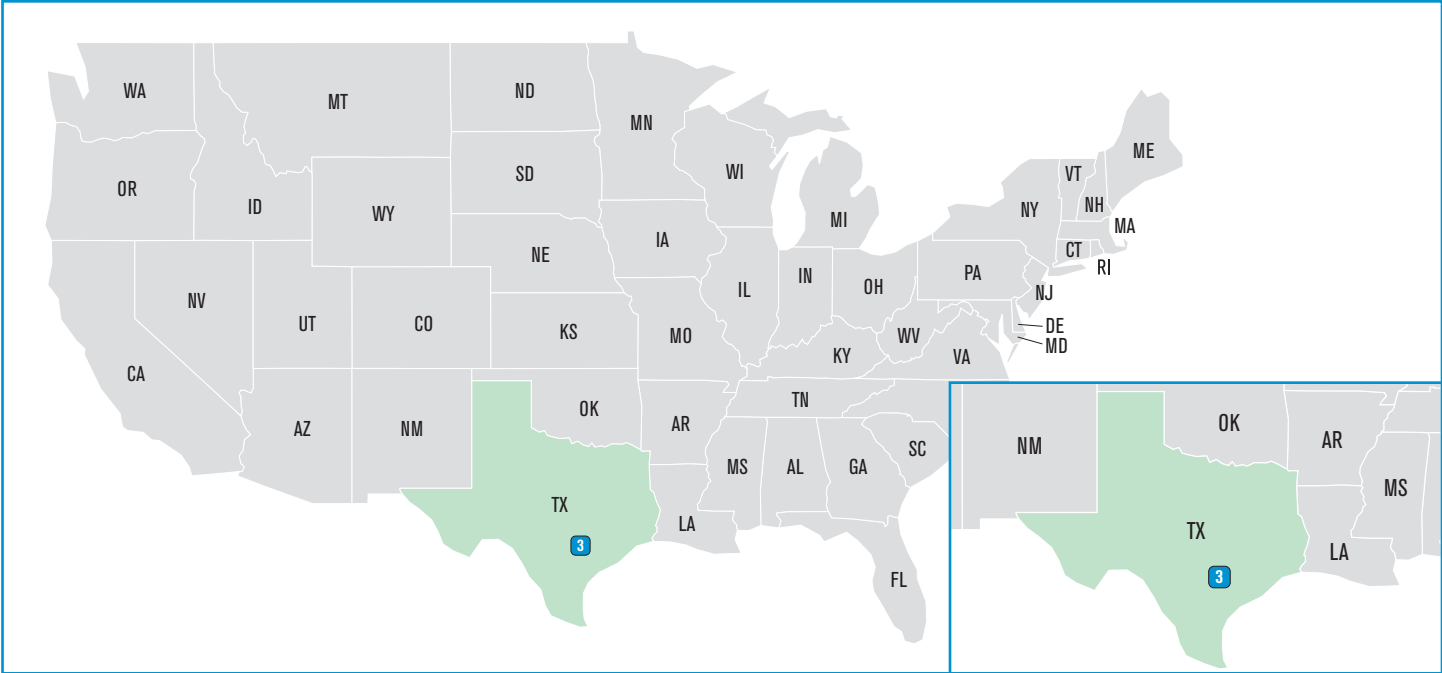 WA
MT
ND
MN
ME
OR
ID
WY
SD
WI
MI
NY
VT
NH
MA
NE
IA
CT
RI
NV
UT
CO
KS
MO
IL
IN
OH
PA
NJ
DE
MD
CA
KY
WV
VA
AZ
NM
OK
AR
TN
SC
TX
MS
AL
GA
LA
3
FL
NM
OK
AR
MS
TX
LA
3